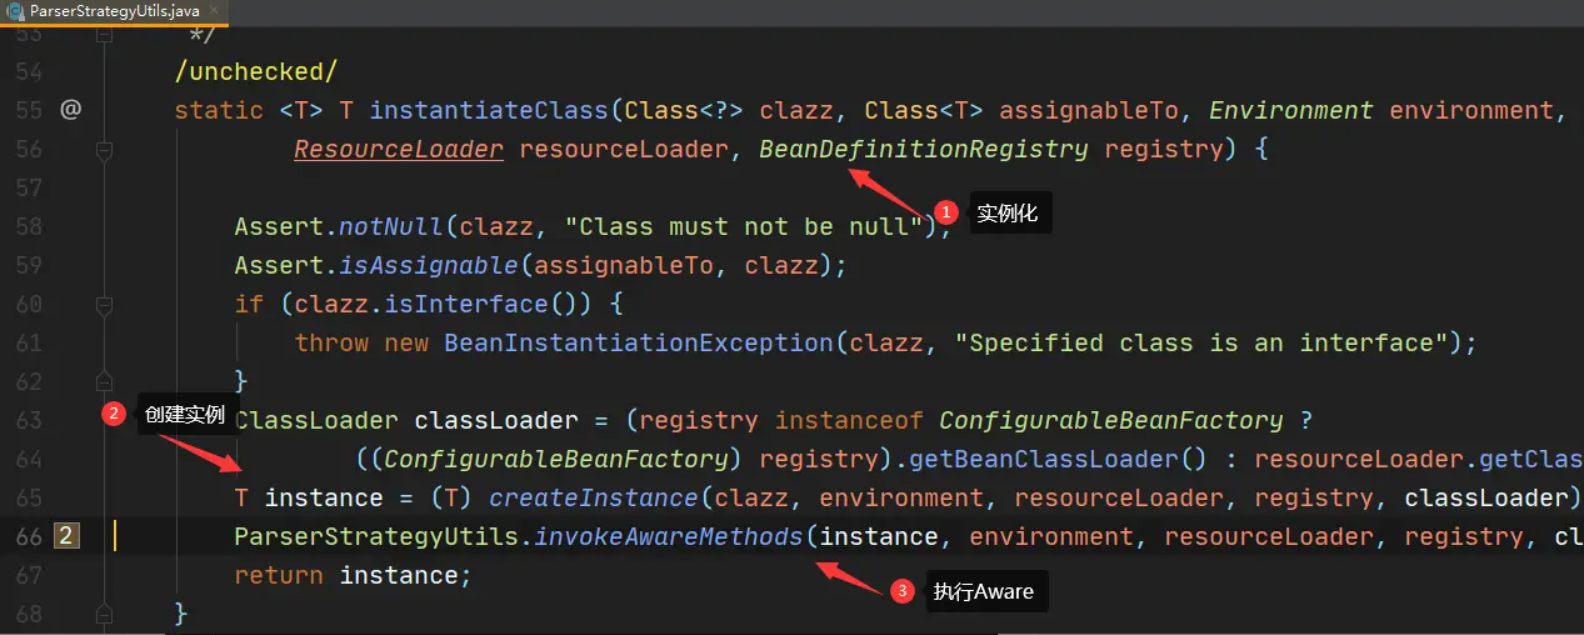 ParserStrategyUtils.java
53 */
54 /unchecked/
55 @ static <T> T instantiateClass(Class<?> clazz, Class<T> assignableTo, Environment environment,
56 ResourceLoader resourceLoader, BeanDefinitionRegistry registry) {
57
1 实例化
58 Assert.notNull(clazz, "Class must not be null");
59 Assert.isAssignable(assignableTo, clazz);
60 if (clazz.isInterface()) {
61 throw new BeanInstantiationException(clazz, "Specified class is an interface");
62 }
2 创建实例
63 ClassLoader classLoader = (registry instanceof ConfigurableBeanFactory ?
64 ((ConfigurableBeanFactory) registry).getBeanClassLoader() : resourceLoader.getClas
65 T instance = (T) createInstance(clazz, environment, resourceLoader, registry, classLoader)
66 2 ParserStrategyUtils.invokeAwareMethods(instance, environment, resourceLoader, registry, cl
67 return instance;
3 执行Aware
68 }